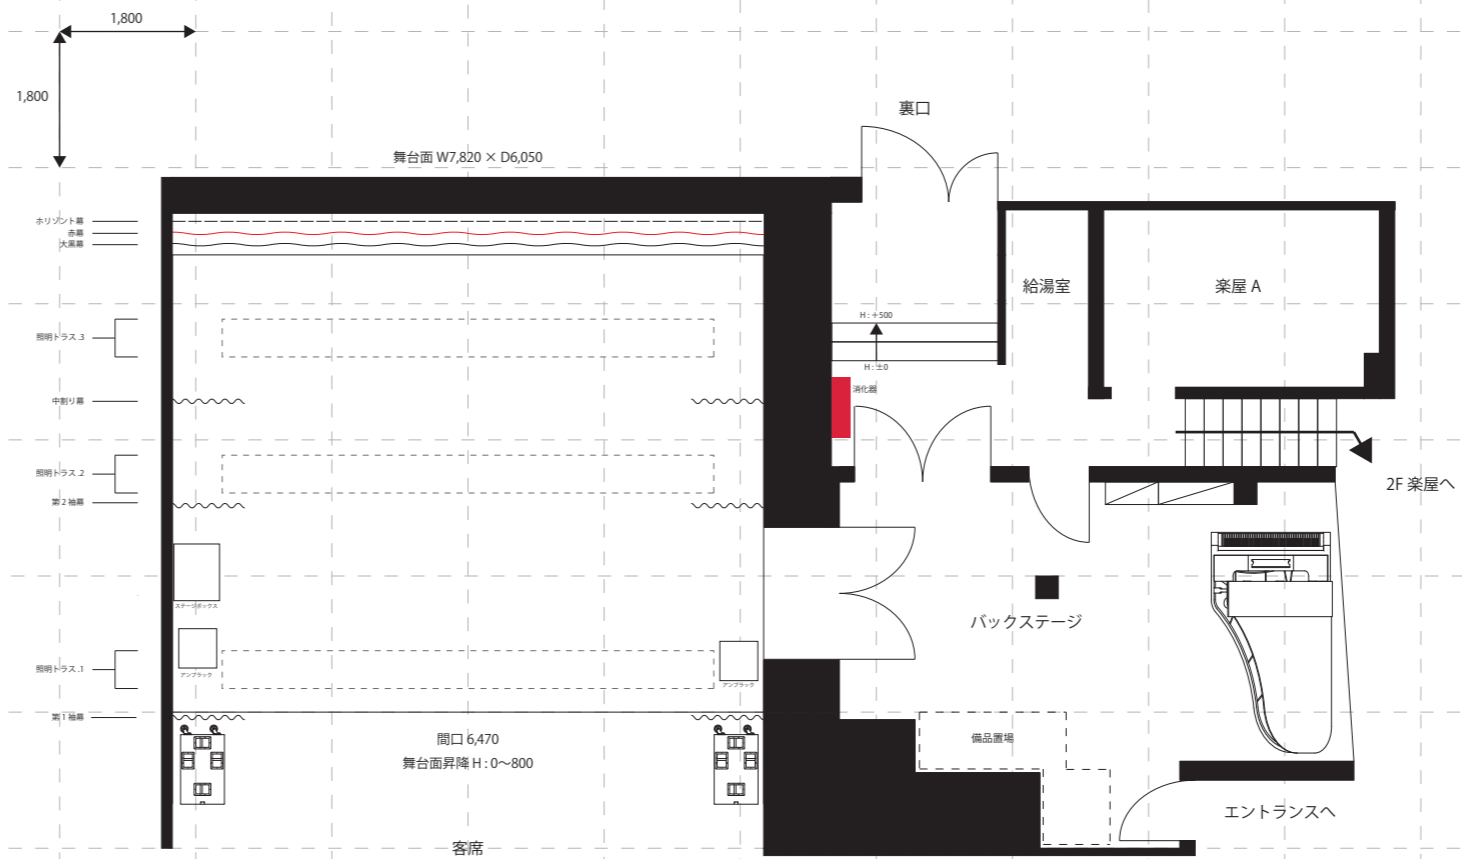 1,800
1,800
裏口
舞台面 W7,820 × D6,050
ホリゾント幕
赤幕
大黒幕
給湯室
楽屋 A
H : +500
照明トラス.3
H : ±0
消化器
中割り幕
照明トラス.2
2F 楽屋へ
第2袖幕
ステージボックス
バックステージ
照明トラス.1
アンプラック
アンプラック
第1袖幕
間口 6,470
備品置場
舞台面昇降 H : 0〜800
エントランスへ
客席